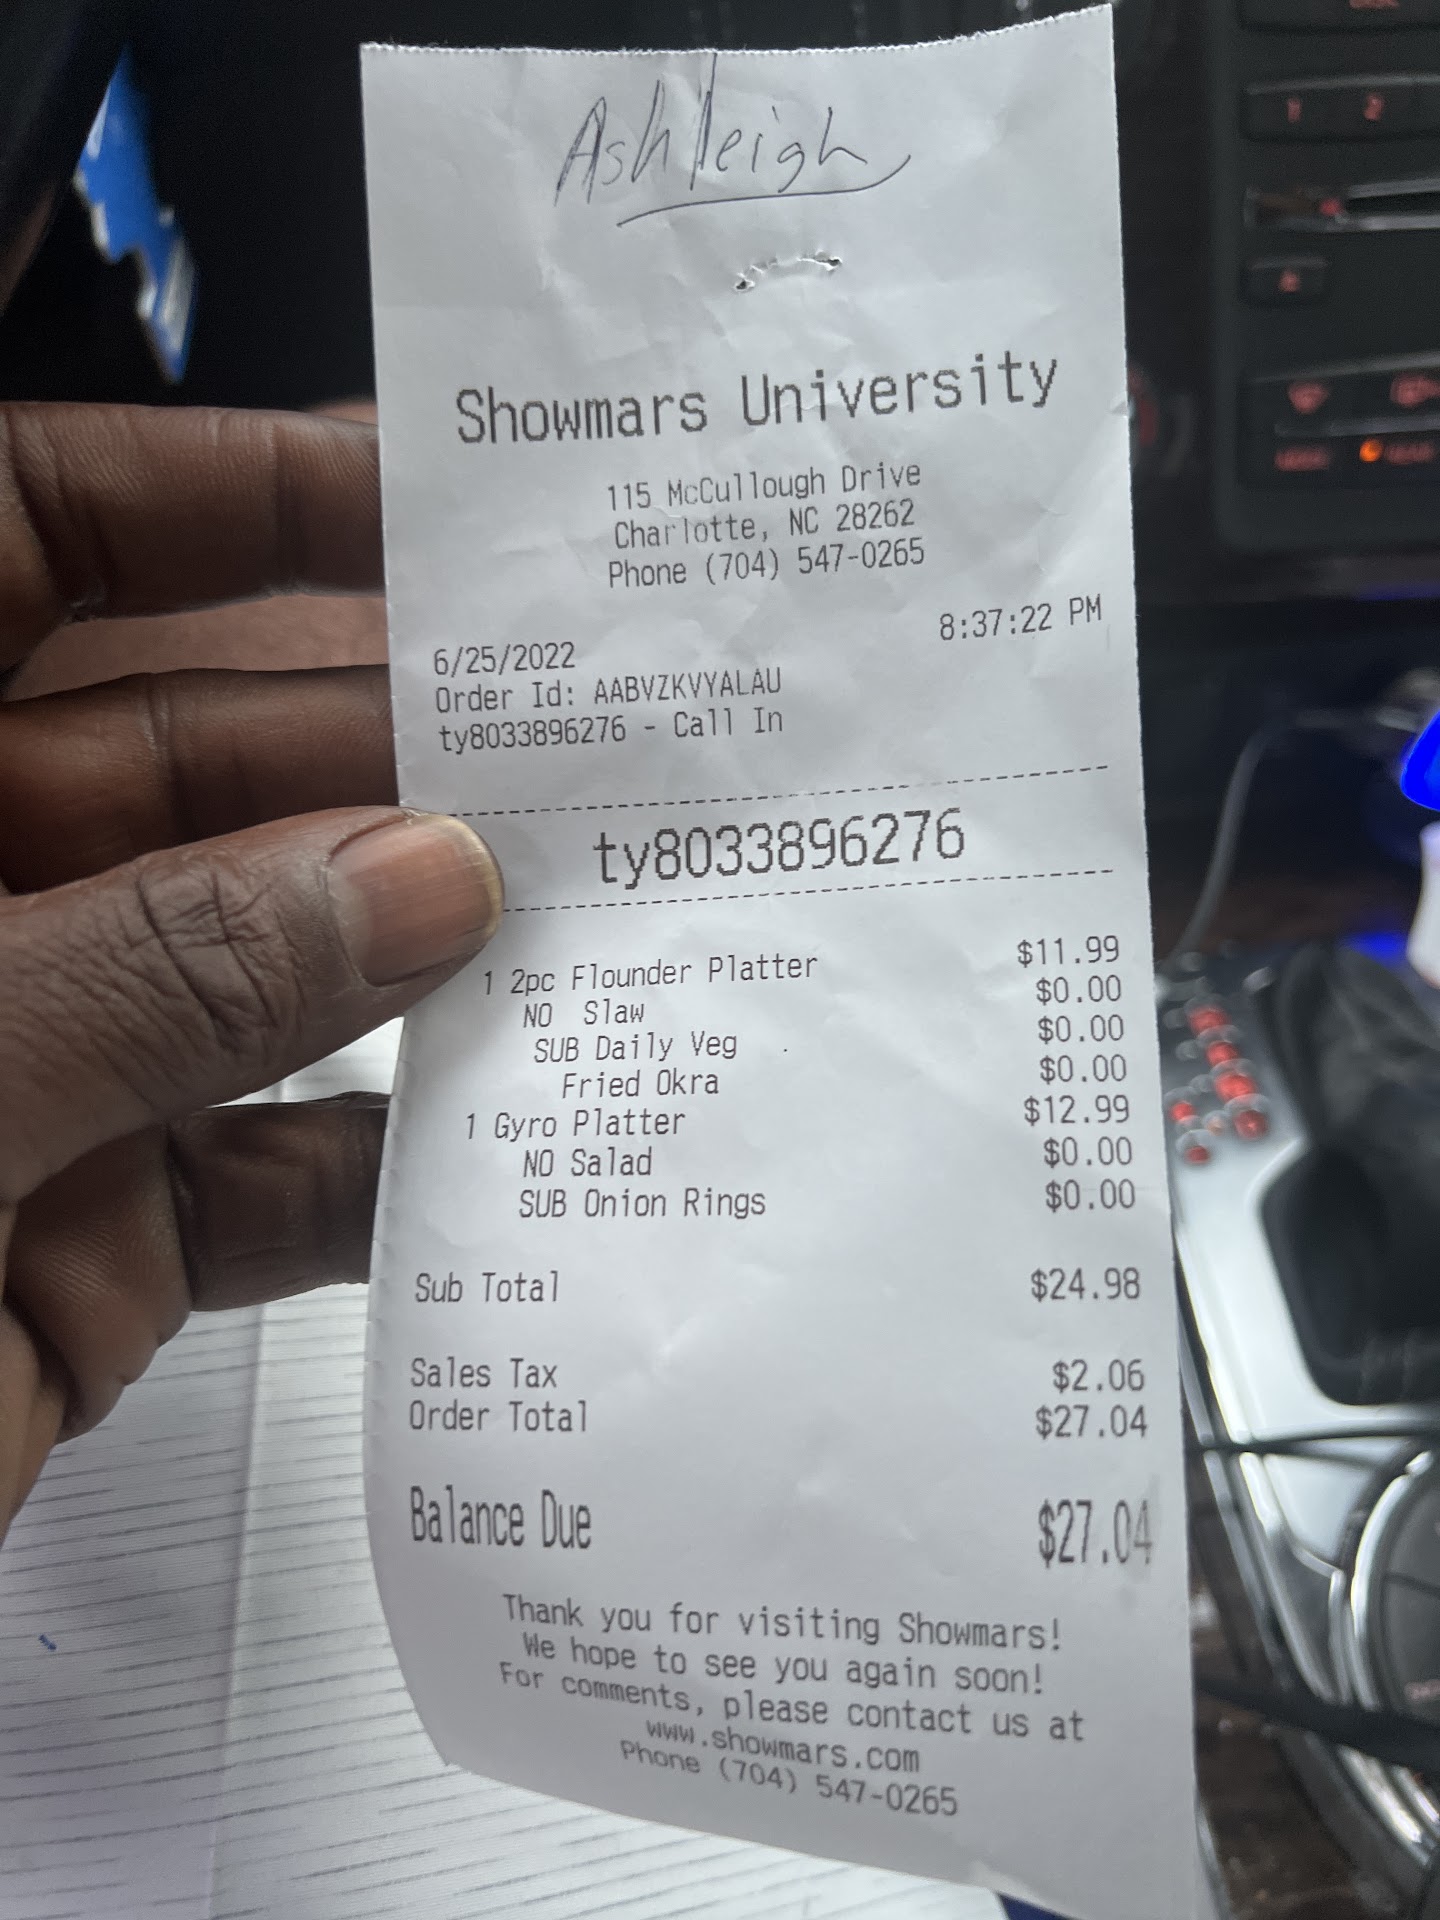 Ashleigh
Showmars University
115 McCullough Drive
Charlotte, NC 28262
Phone (704) 547-0265
8:37:22 PM
6/25/2022
Order Id: AABVZKVYALAU
ty8033896276 - Call In
ty8033896276
1 2pc Flounder Platter $11.99
NO Slaw $0.00
SUB Daily Veg $0.00
Fried Okra $0.00
1 Gyro Platter $12.99
NO Salad $0.00
SUB Onion Rings $0.00
Sub Total $24.98
Sales Tax $2.06
Order Total $27.04
Balance Due $27.04
Thank you for visiting Showmars!
We hope to see you again soon!
For comments, please contact us at
www.showmars.com
Phone (704) 547-0265
1 2